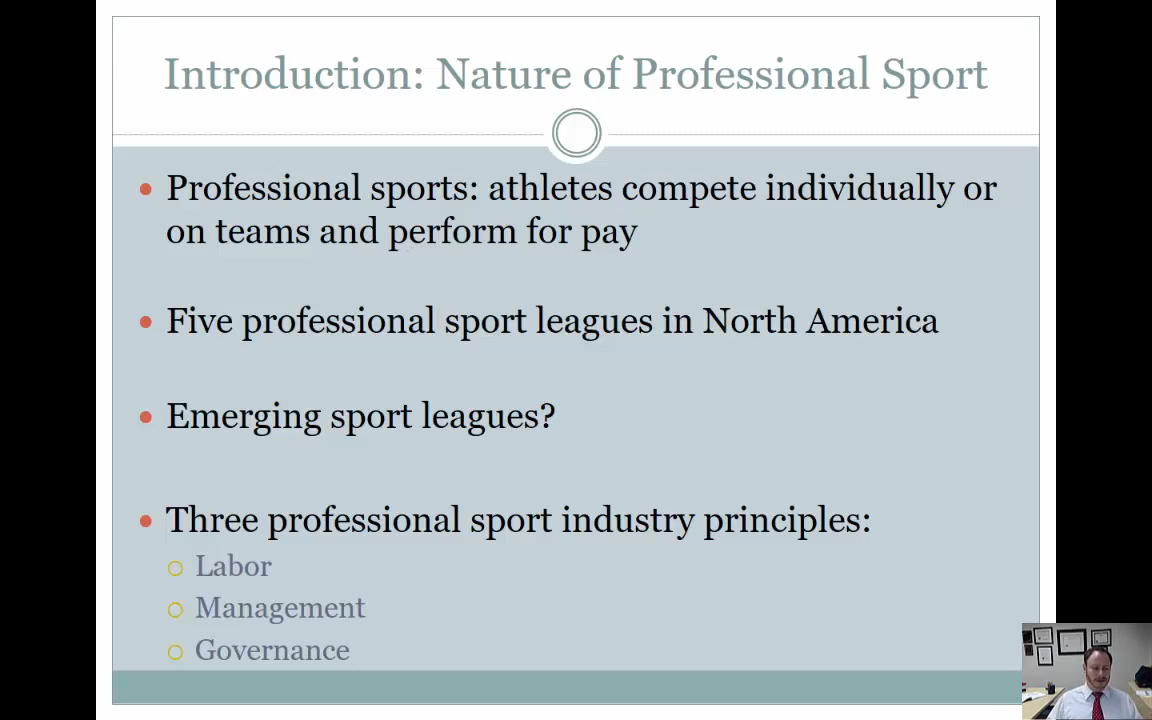 Introduction: Nature of Professional Sport
Professional sports: athletes compete individually or
on teams and perform for pay
Five professional sport leagues in North America
Emerging sport leagues?
Three professional sport industry principles:
Labor
Management
Governance